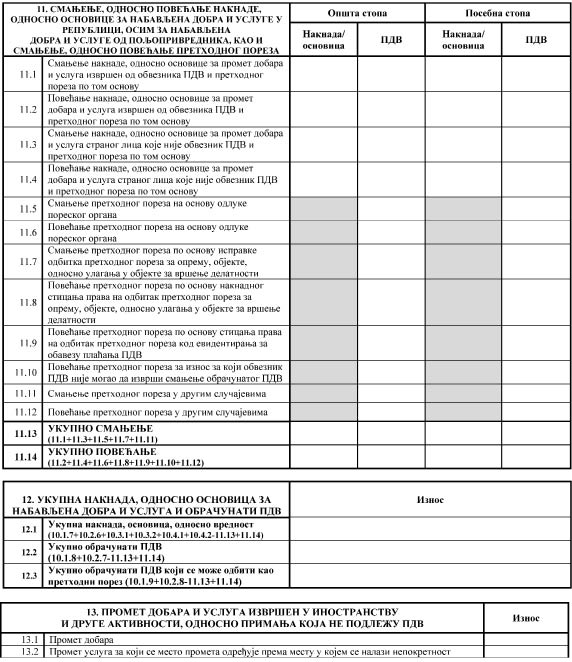 11. СМАЊЕЊЕ, ОДНОСНО ПОВЕЋАЊЕ НАКНАДЕ,
ОДНОСНО ОСНОВИЦЕ ЗА НАБАВЉЕНА ДОБРА И УСЛУГЕ У
РЕПУБЛИЦИ, ОСИМ ЗА НАБАВЉЕНА
ДОБРА И УСЛУГЕ ОД ПОЉОПРИВРЕДНИКА, КАО И
СМАЊЕЊЕ, ОДНОСНО ПОВЕЋАЊЕ ПРЕТХОДНОГ ПОРЕЗА
Општа стопа
Посебна стопа
Накнада/
основица
ПДВ
Накнада/
основица
ПДВ
11.1 Смањење накнаде, односно основице за промет добара
и услуга извршен од обвезника ПДВ и претходног
пореза по том основу
11.2 Повећање накнаде, односно основице за промет
добара и услуга извршен од обвезника ПДВ и
претходног пореза по том основу
11.3 Смањење накнаде, односно основице за промет добара
и услуга страног лица које није обвезник ПДВ и
претходног пореза по том основу
11.4 Повећање накнаде, односно основице за промет
добара и услуга страног лица које није обвезник ПДВ
и претходног пореза по том основу
11.5 Смањење претходног пореза на основу одлуке
пореског органа
11.6 Повећање претходног пореза на основу одлуке
пореског органа
11.7 Смањење претходног пореза по основу исправке
одбитка претходног пореза за опрему, објекте,
односно улагања у објекте за вршење делатности
11.8 Повећање претходног пореза по основу накнадног
стицања права на одбитак претходног пореза за
опрему, објекте, односно улагања у објекте за вршење
делатности
11.9 Повећање претходног пореза по основу стицања права
на одбитак претходног пореза код евидентирања за
обавезу плаћања ПДВ
11.10 Повећање претходног пореза за износ за који обвезник
ПДВ није могао да изврши смањење обрачунатог ПДВ
11.11 Смањење претходног пореза у другим случајевима
11.12 Повећање претходног пореза у другим случајевима
11.13 УКУПНО СМАЊЕЊЕ
(11.1+11.3+11.5+11.7+11.11)
11.14 УКУПНО ПОВЕЋАЊЕ
(11.2+11.4+11.6+11.8+11.9+11.10+11.12)
12. УКУПНА НАКНАДА, ОДНОСНО ОСНОВИЦА ЗА
НАБАВЉЕНА ДОБРА И УСЛУГА И ОБРАЧУНАТИ ПДВ
Износ
12.1 Укупна накнада, основица, односно вредност
(10.1.7+10.2.6+10.3.1+10.3.2+10.4.1+10.4.2-11.13+11.14)
12.2 Укупно обрачунати ПДВ
(10.1.8+10.2.7-11.13+11.14)
12.3 Укупно обрачунати ПДВ који се може одбити као
претходни порез (10.1.9+10.2.8-11.13+11.14)
13. ПРОМЕТ ДОБАРА И УСЛУГА ИЗВРШЕН У ИНОСТРАНСТВУ
И ДРУГЕ АКТИВНОСТИ, ОДНОСНО ПРИМАЊА КОЈА НЕ ПОДЛЕЖУ ПДВ
Износ
13.1 Промет добара
13.2 Промет услуга за који се место промета одређује према месту у којем се налази непокретност